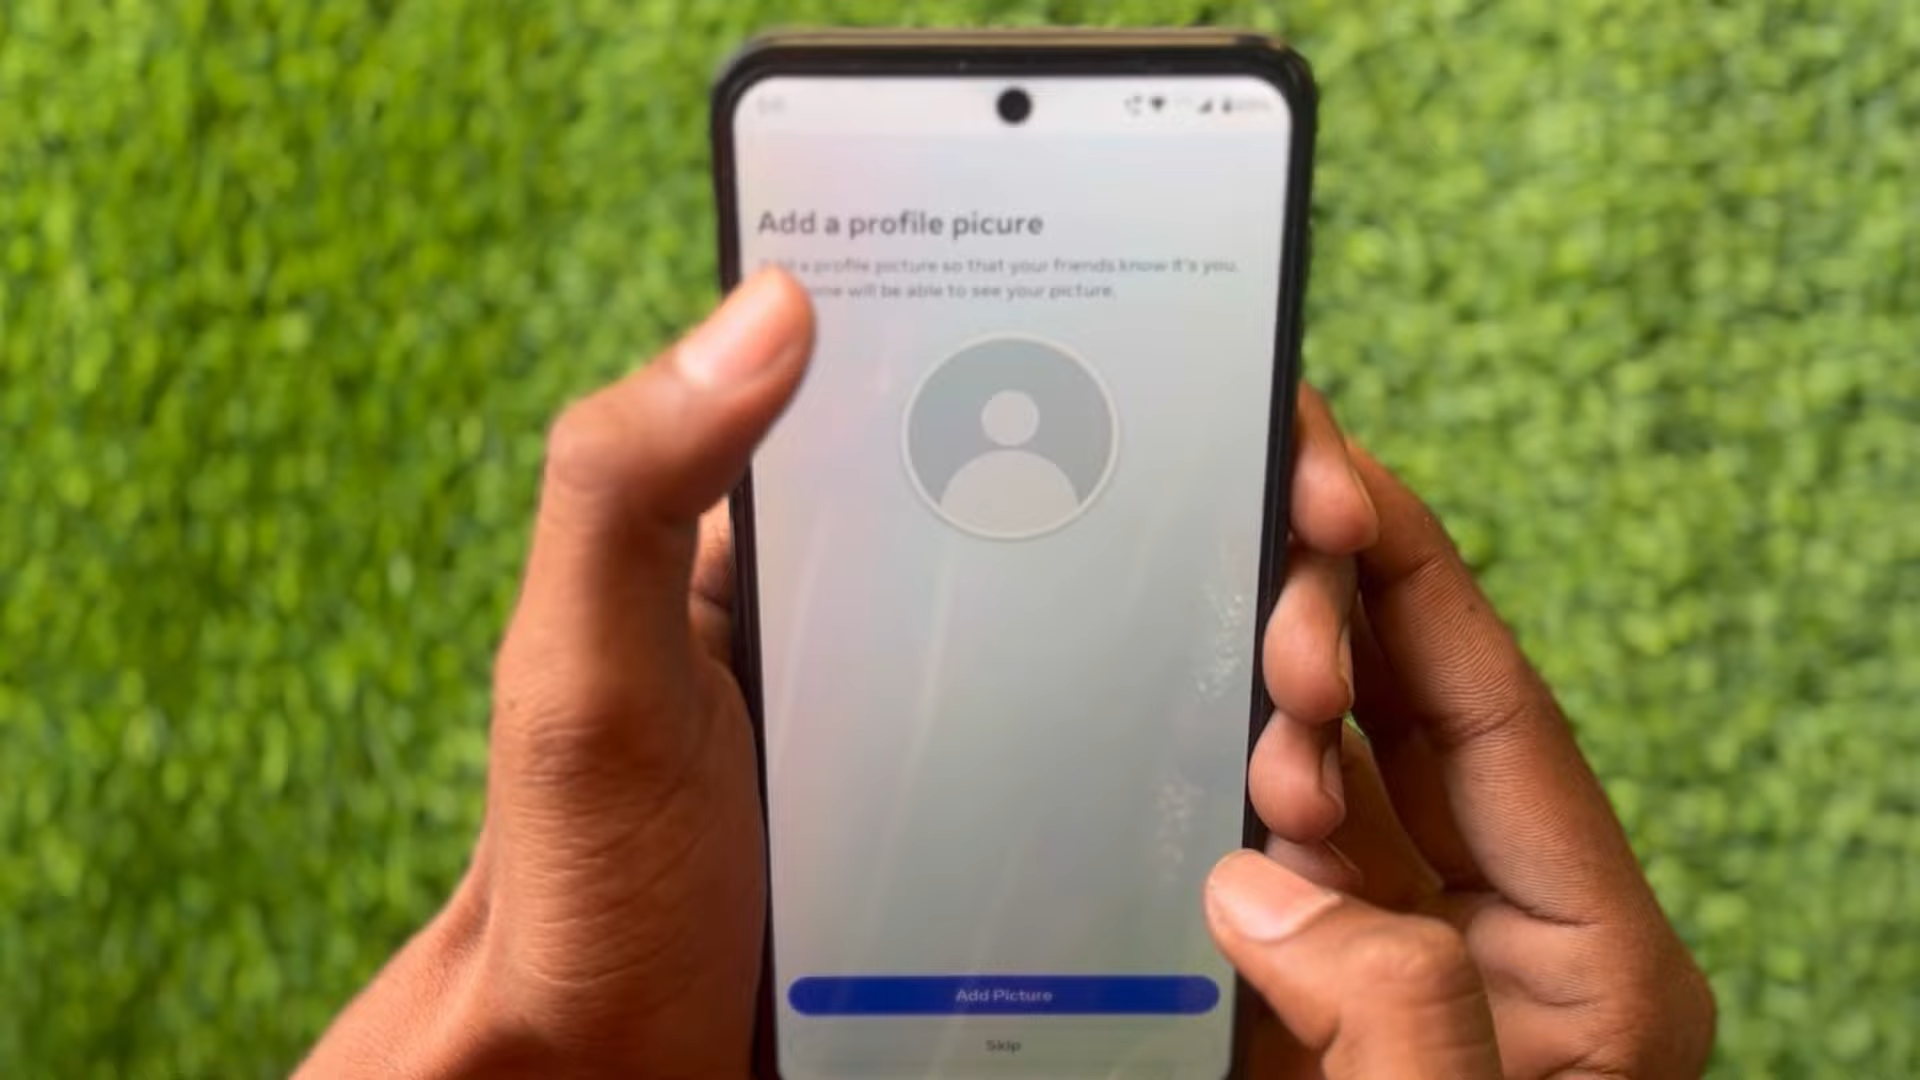 Add a profile picure
a profile picture so that your friends know it's you.
one will be able to see your picture.
Add Picture
Skip